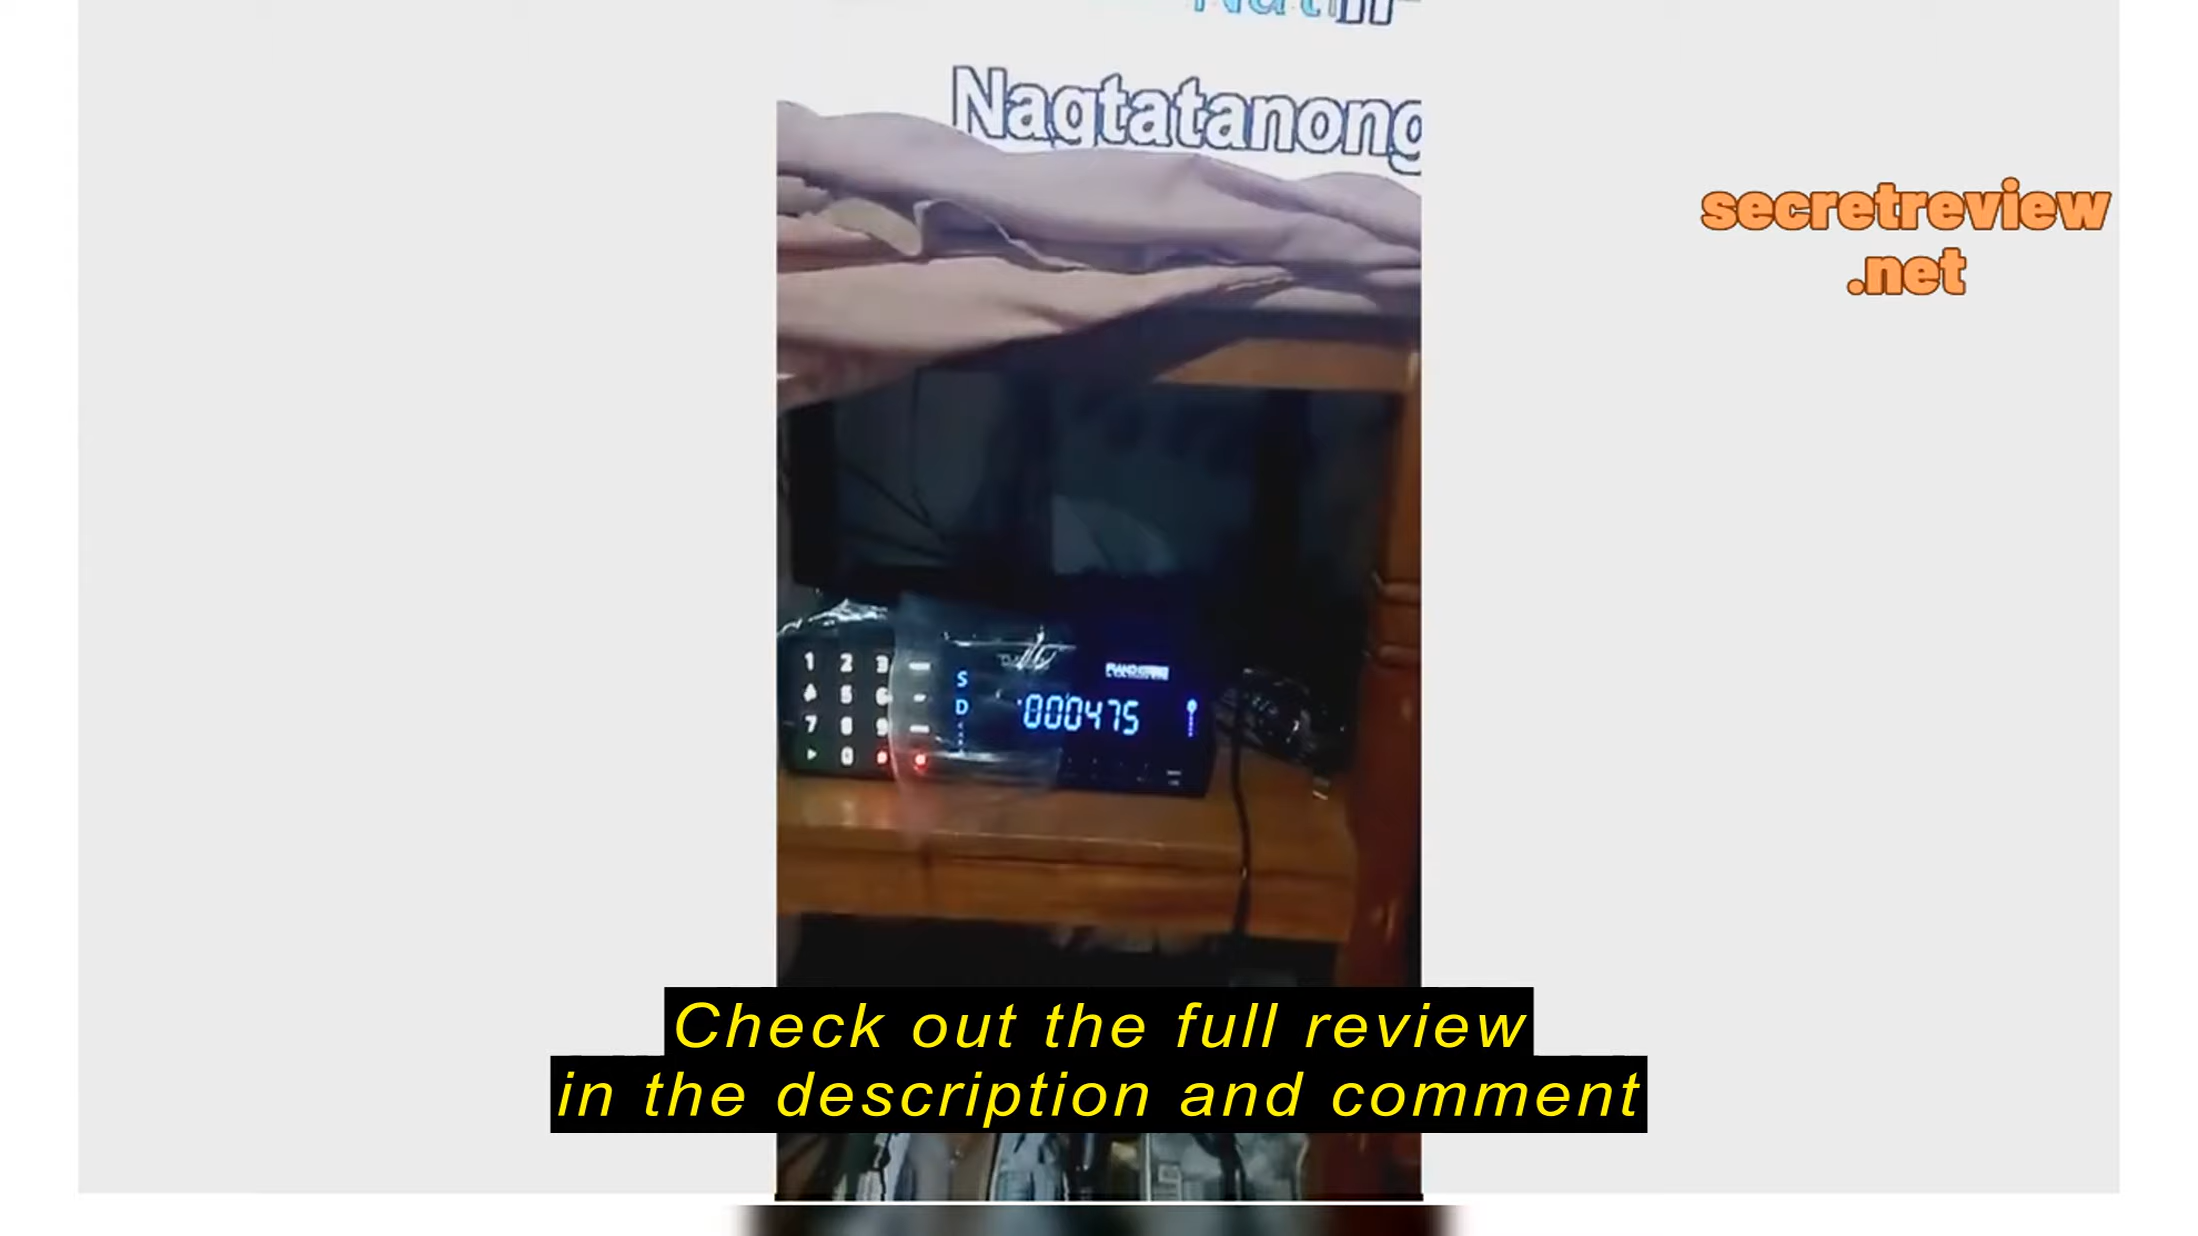 Nagtatanong
secretreview
.net
1 2 3
5 6
7 8 9
0
S
D
000475
Check out the full review
in the description and comment